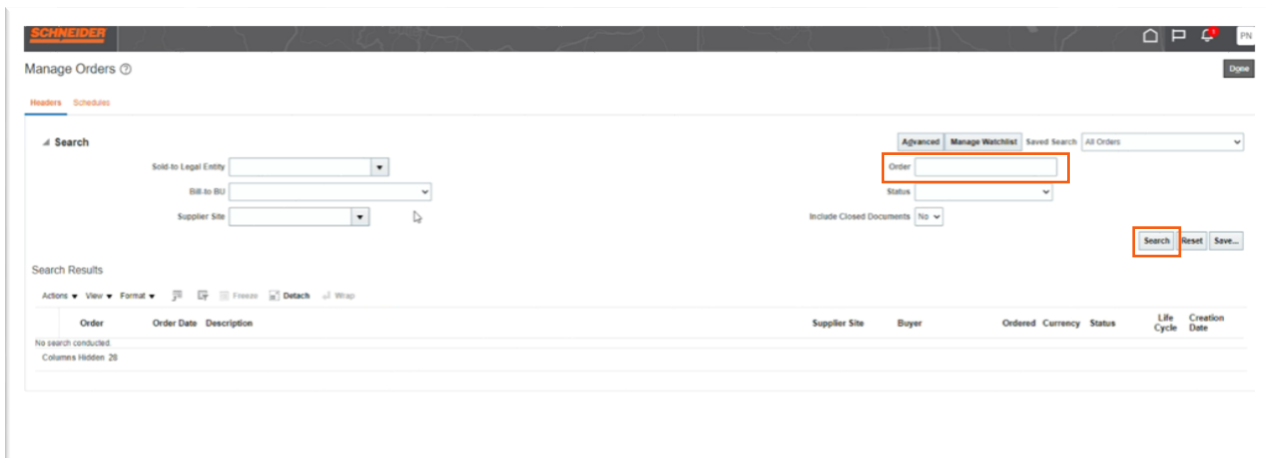 SCHNEIDER
1
PN
Manage Orders ?
Done
Headers Schedules
Search
Advanced Manage Watchlist Saved Search All Orders
Sold-to Legal Entity
Order
Bill-to BU
Status
Supplier Site
Include Closed Documents No
Search Reset Save...
Search Results
Actions View Format Freeze Detach Wrap
Order Order Date Description Supplier Site Buyer Ordered Currency Status Life Cycle Creation Date
No search conducted.
Columns Hidden 28